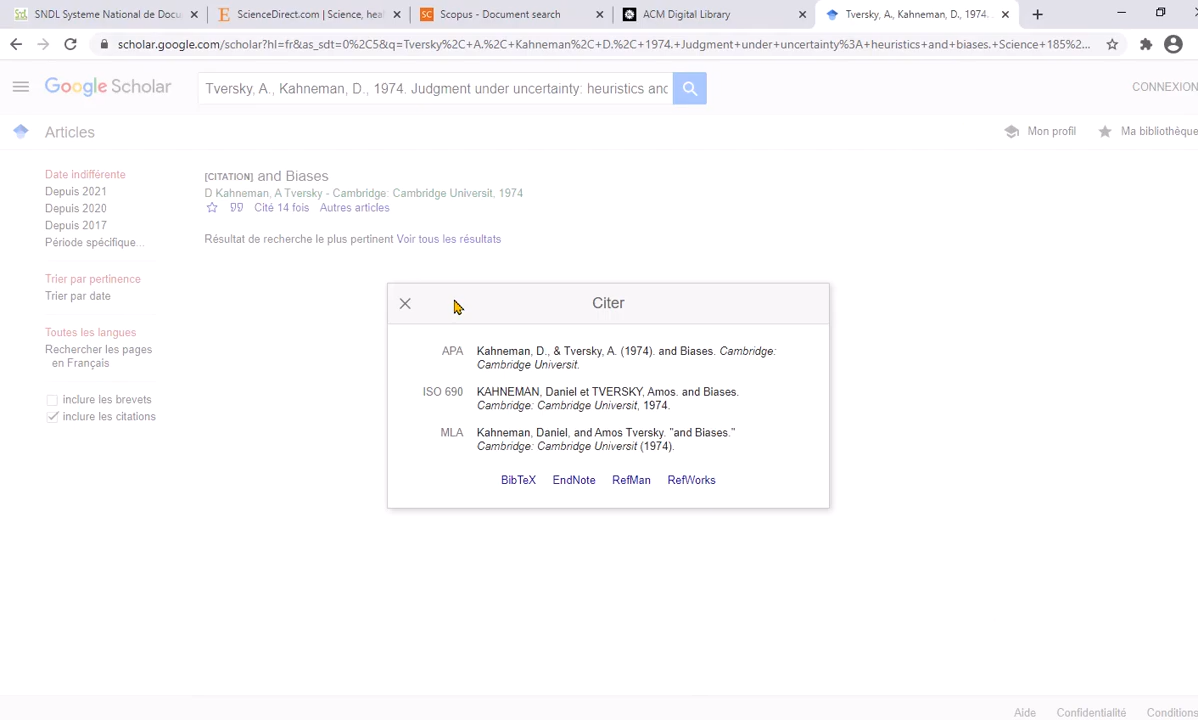 SNDL Systeme National de Docu
ScienceDirect.com | Science, heal
Scopus - Document search
ACM Digital Library
Tversky, A., Kahneman, D., 1974.
scholar.google.com/scholar?hl=fr&as_sdt=0%2C5&q=Tversky%2C+A.%2C+Kahneman%2C+D.%2C+1974.+Judgment+under+uncertainty%3A+heuristics+and+biases.+Science+185%2...
Google Scholar
Tversky, A., Kahneman, D., 1974. Judgment under uncertainty: heuristics and
CONNEXION
Articles
Mon profil
Ma bibliothèque
Date indifférente
Depuis 2021
Depuis 2020
Depuis 2017
Période spécifique...
Trier par pertinence
Trier par date
Toutes les langues
Rechercher les pages
en Français
inclure les brevets
inclure les citations
[CITATION] and Biases
D Kahneman, A Tversky - Cambridge: Cambridge Universit, 1974
Cité 14 fois Autres articles
Résultat de recherche le plus pertinent Voir tous les résultats
Citer
APA Kahneman, D., & Tversky, A. (1974). and Biases. Cambridge:
Cambridge Universit.
ISO 690 KAHNEMAN, Daniel et TVERSKY, Amos. and Biases.
Cambridge: Cambridge Universit, 1974.
MLA Kahneman, Daniel, and Amos Tversky. "and Biases."
Cambridge: Cambridge Universit (1974).
BibTeX EndNote RefMan RefWorks
Aide Confidentialité Conditions